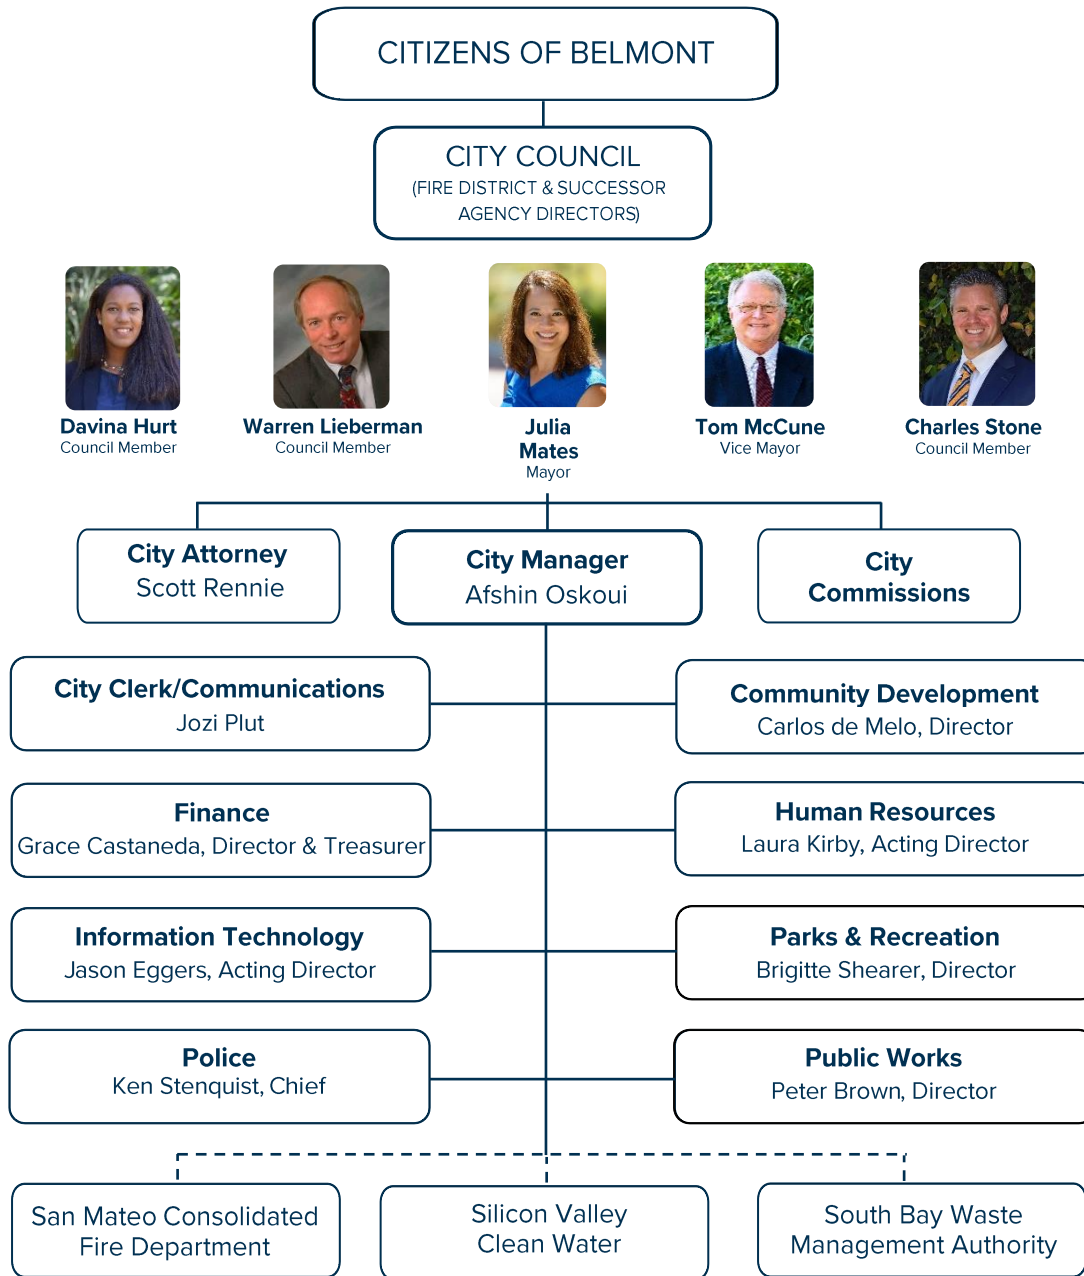 CITIZENS OF BELMONT
CITY COUNCIL
(FIRE DISTRICT & SUCCESSOR
AGENCY DIRECTORS)
Davina Hurt
Council Member
Warren Lieberman
Council Member
Julia
Mates
Mayor
Tom McCune
Vice Mayor
Charles Stone
Council Member
City Attorney
Scott Rennie
City Manager
Afshin Oskoui
City
Commissions
City Clerk/Communications
Jozi Plut
Community Development
Carlos de Melo, Director
Finance
Grace Castaneda, Director & Treasurer
Human Resources
Laura Kirby, Acting Director
Information Technology
Jason Eggers, Acting Director
Parks & Recreation
Brigitte Shearer, Director
Police
Ken Stenquist, Chief
Public Works
Peter Brown, Director
San Mateo Consolidated
Fire Department
Silicon Valley
Clean Water
South Bay Waste
Management Authority